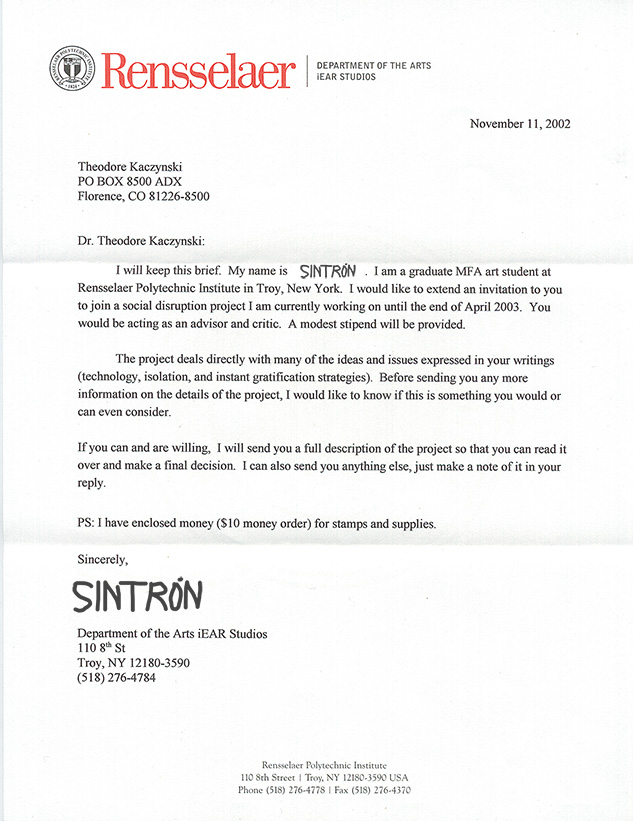 Rensselaer
DEPARTMENT OF THE ARTS
iEAR STUDIOS
November 11, 2002
Theodore Kaczynski
PO BOX 8500 ADX
Florence, CO 81226-8500
Dr. Theodore Kaczynski:
I will keep this brief. My name is SINTRÓN . I am a graduate MFA art student at
Rensselaer Polytechnic Institute in Troy, New York. I would like to extend an invitation to you
to join a social disruption project I am currently working on until the end of April 2003. You
would be acting as an advisor and critic. A modest stipend will be provided.
The project deals directly with many of the ideas and issues expressed in your writings
(technology, isolation, and instant gratification strategies). Before sending you any more
information on the details of the project, I would like to know if this is something you would or
can even consider.
If you can and are willing, I will send you a full description of the project so that you can read it
over and make a final decision. I can also send you anything else, just make a note of it in your
reply.
PS: I have enclosed money ($10 money order) for stamps and supplies.
Sincerely,
SINTRÓN
Department of the Arts iEAR Studios
110 8th St
Troy, NY 12180-3590
(518) 276-4784
Rensselaer Polytechnic Institute
110 8th Street | Troy, NY 12180-3590 USA
Phone (518) 276-4778 | Fax (518) 276-4370